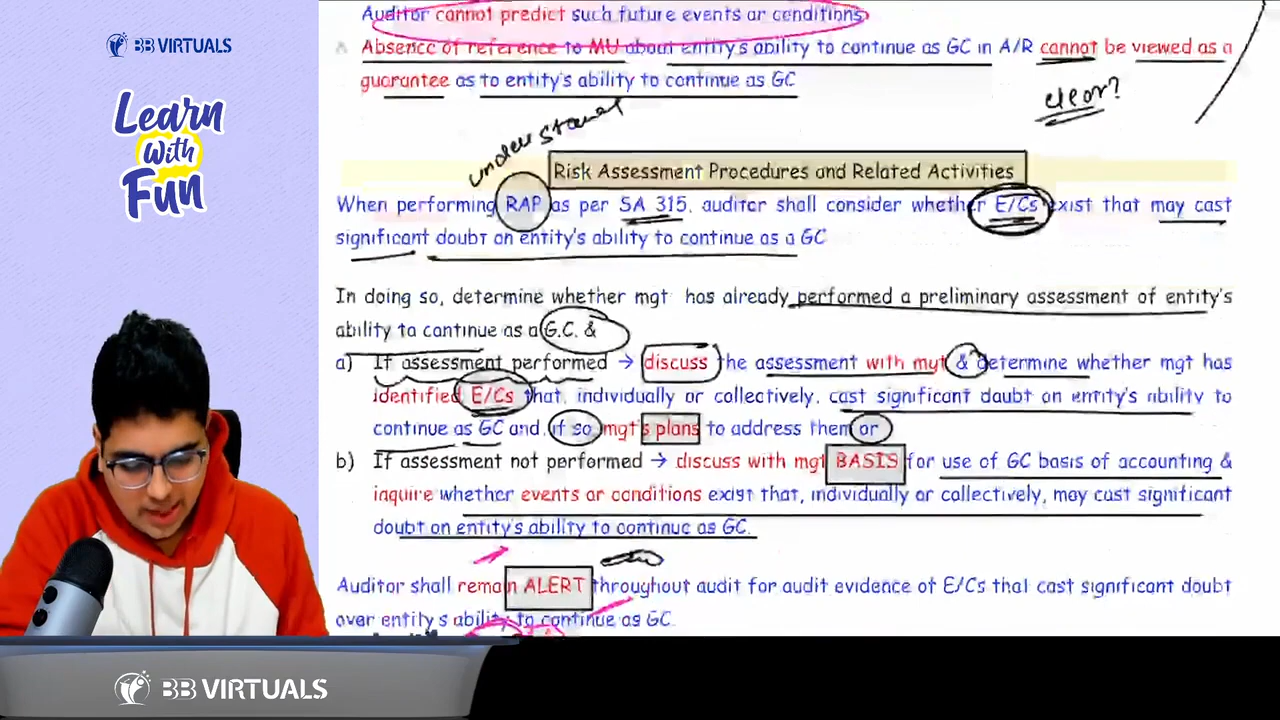 Auditor cannot predict such future events or conditions
BB VIRTUALS
Absence of reference to MU about entity's ability to continue as GC in A/R cannot be viewed as a
guarantee as to entity's ability to continue as GC
clear?
Learn
With
Fun
understand
Risk Assessment Procedures and Related Activities
When performing RAP as per SA 315, auditor shall consider whether E/Cs exist that may cast
significant doubt on entity's ability to continue as a GC
In doing so, determine whether mgt has already performed a preliminary assessment of entity's
ability to continue as a G.C. &
a) If assessment performed → discuss the assessment with mgt & determine whether mgt has
identified E/Cs that, individually or collectively, cast significant doubt on entity's ability to
continue as GC and, if so, mgt's plans to address them or
b) If assessment not performed → discuss with mgt BASIS for use of GC basis of accounting &
inquire whether events or conditions exist that, individually or collectively, may cast significant
doubt on entity's ability to continue as GC.
Auditor shall remain ALERT throughout audit for audit evidence of E/Cs that cast significant doubt
over entity's ability to continue as GC.
BB VIRTUALS